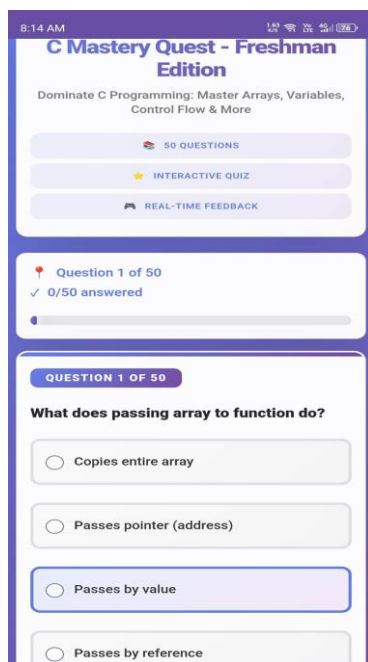 8:14 AM
C Mastery Quest - Freshman
Edition
Dominate C Programming: Master Arrays, Variables,
Control Flow & More
📚 50 QUESTIONS
⭐ INTERACTIVE QUIZ
🎮 REAL-TIME FEEDBACK
📍 Question 1 of 50
✓ 0/50 answered
QUESTION 1 OF 50
What does passing array to function do?
Copies entire array
Passes pointer (address)
Passes by value
Passes by reference